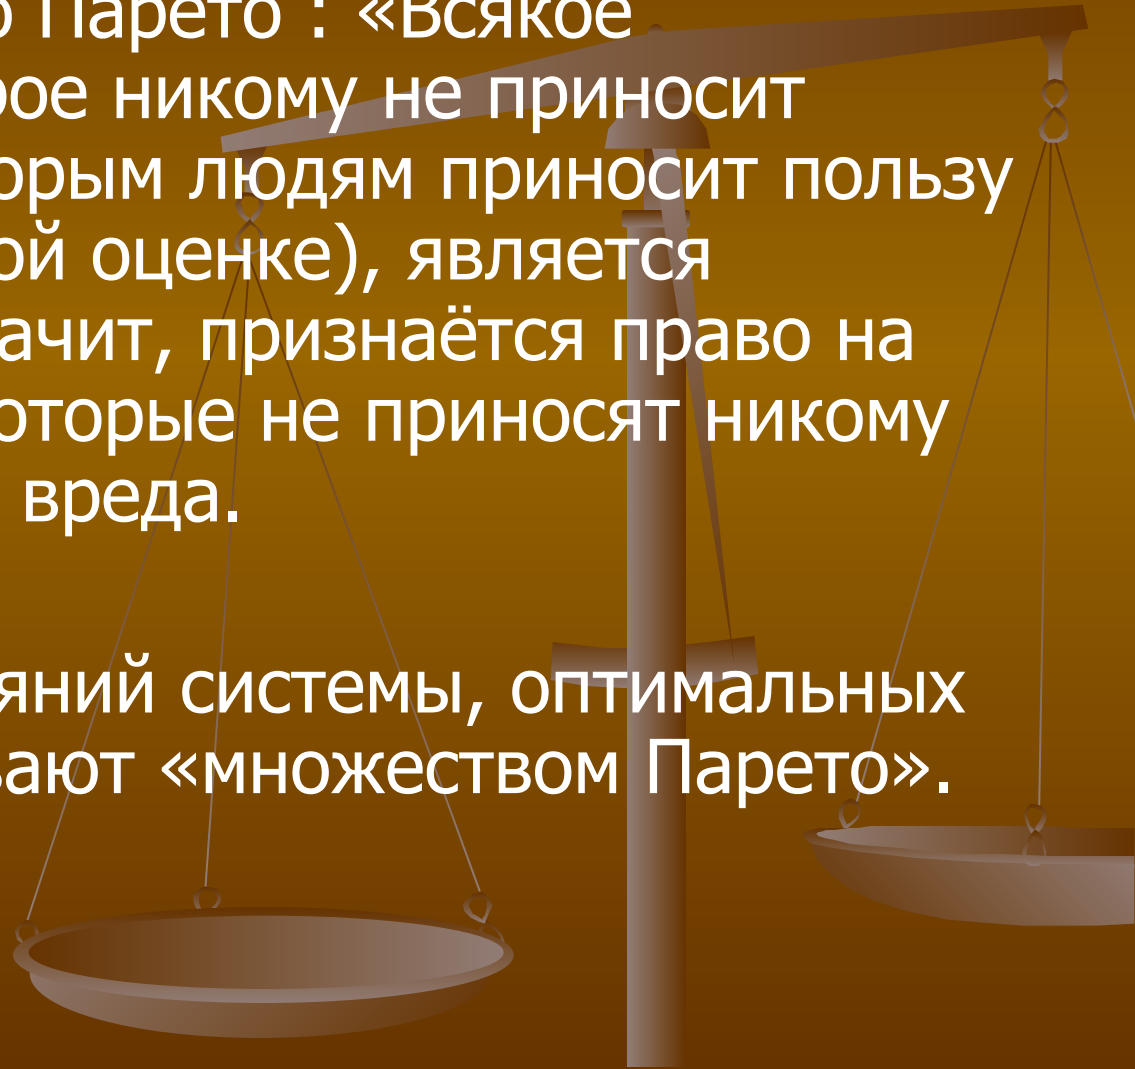 о Парето : «Всякое
рое никому не приносит
орым людям приносит пользу
ой оценке), является
ачит, признаётся право на
оторые не приносят никому
вреда.
яний системы, оптимальных
вают «множеством Парето».